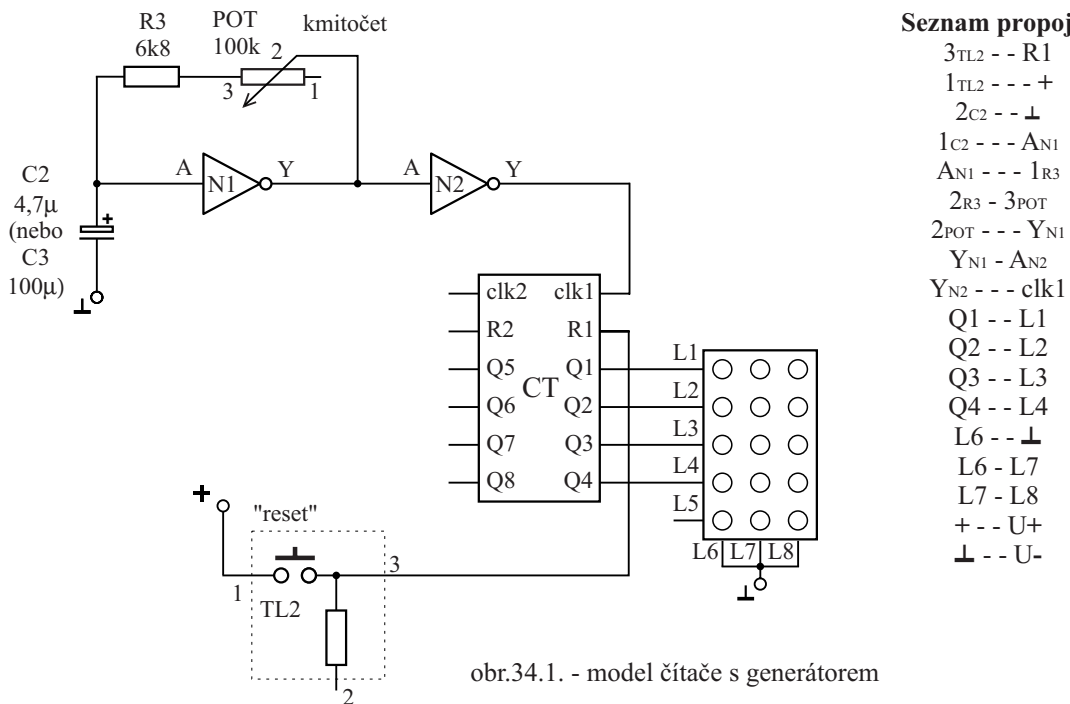 R3
6k8
POT
100k
kmitočet
2
3
1
A
N1
Y
A
N2
Y
C2
4,7µ
(nebo
C3
100µ)
+
clk2
clk1
R2
R1
Q5
Q1
Q6
Q2
Q7
Q3
Q8
Q4
CT
L1
L2
L3
L4
L5
L6 L7 L8
+
"reset"
1
TL2
3
2
obr.34.1. - model čítače s generátorem
Seznam propoj
3TL2 - - R1
1TL2 - - - +
2C2 - - ⊥
1C2 - - - AN1
AN1 - - - 1R3
2R3 - 3POT
2POT - - - YN1
YN1 - AN2
YN2 - - - clk1
Q1 - - L1
Q2 - - L2
Q3 - - L3
Q4 - - L4
L6 - - ⊥
L6 - L7
L7 - L8
+ - - U+
⊥ - - U-